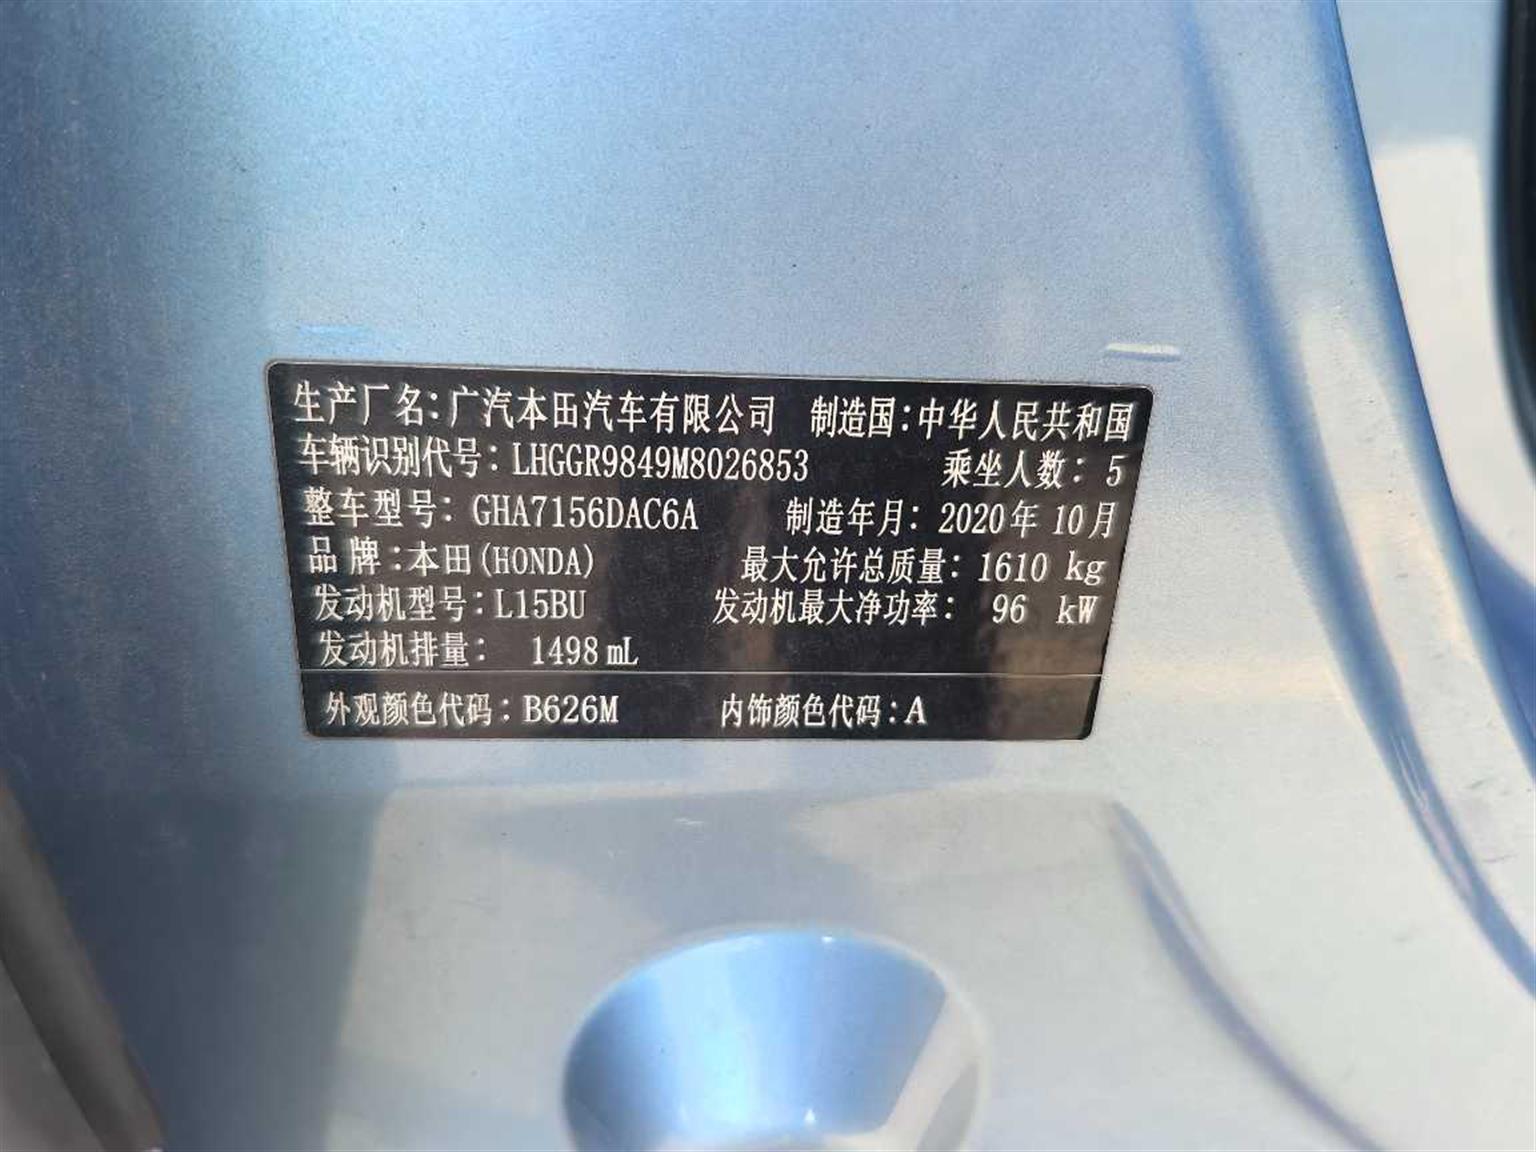 生产厂名：广汽本田汽车有限公司 制造国：中华人民共和国
车辆识别代号：LHGGR9849M8026853 乘坐人数：5
整车型号：GHA7156DAC6A 制造年月：2020年10月
品牌：本田(HONDA) 最大允许总质量：1610 kg
发动机型号：L15BU 发动机最大净功率：96 kW
发动机排量：1498 mL
外观颜色代码：B626M 内饰颜色代码：A